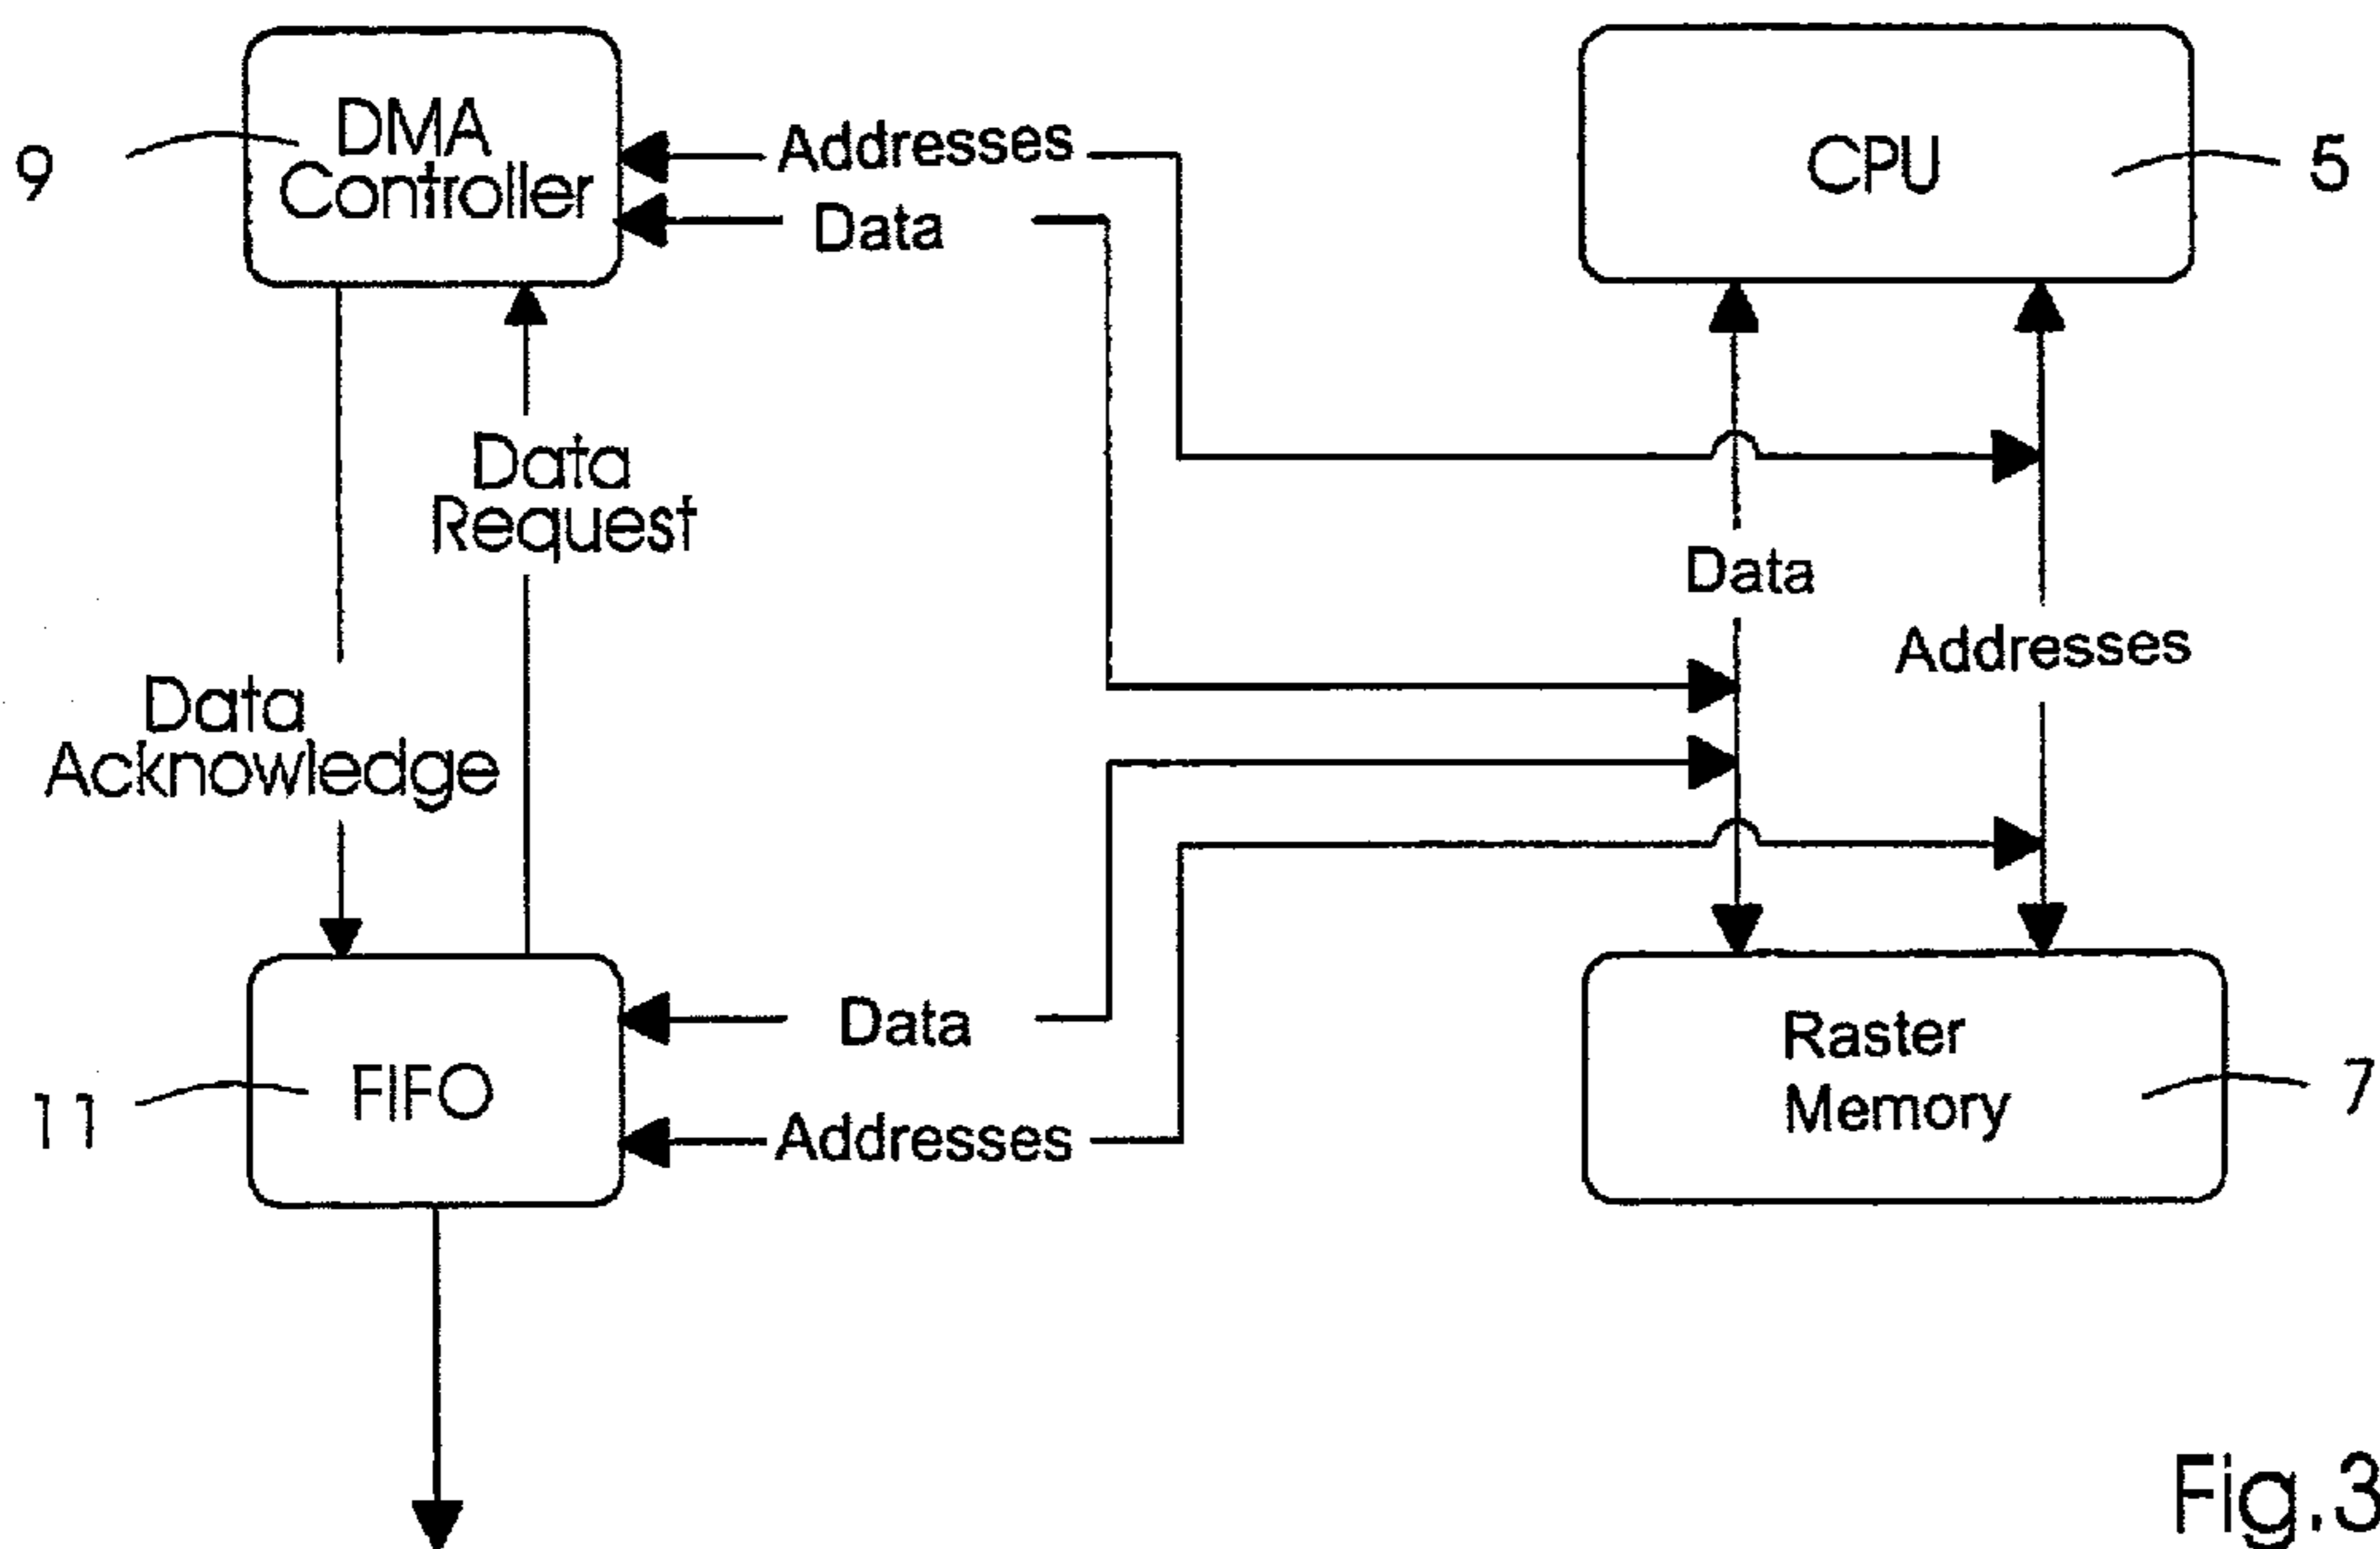 DMA
Controller
9
Addresses
Data
CPU
5
Data
Request
Data
Addresses
Data
Acknowledge
Data
Addresses
FIFO
11
Raster
Memory
7
Fig.3